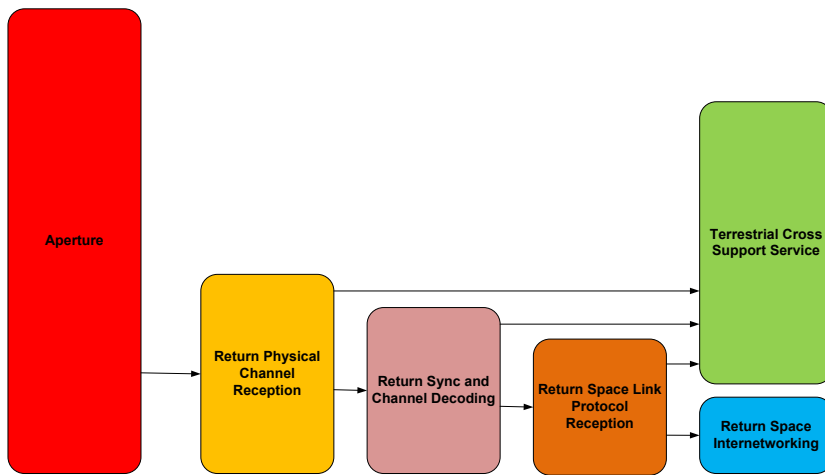 Aperture
Return Physical
Channel
Reception
Return Sync and
Channel Decoding
Return Space Link
Protocol
Reception
Terrestrial Cross
Support Service
Return Space
Internetworking